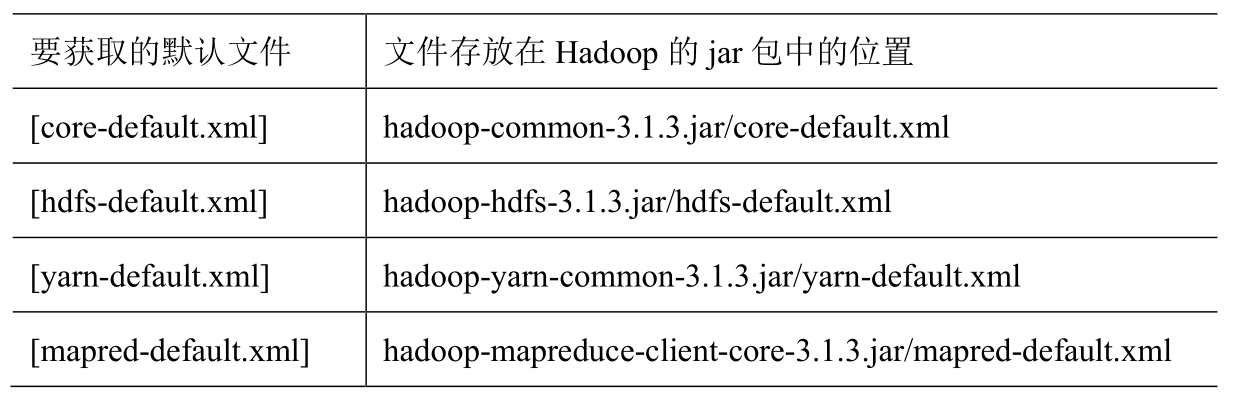 要获取的默认文件 文件存放在 Hadoop 的 jar 包中的位置
[core-default.xml] hadoop-common-3.1.3.jar/core-default.xml
[hdfs-default.xml] hadoop-hdfs-3.1.3.jar/hdfs-default.xml
[yarn-default.xml] hadoop-yarn-common-3.1.3.jar/yarn-default.xml
[mapred-default.xml] hadoop-mapreduce-client-core-3.1.3.jar/mapred-default.xml